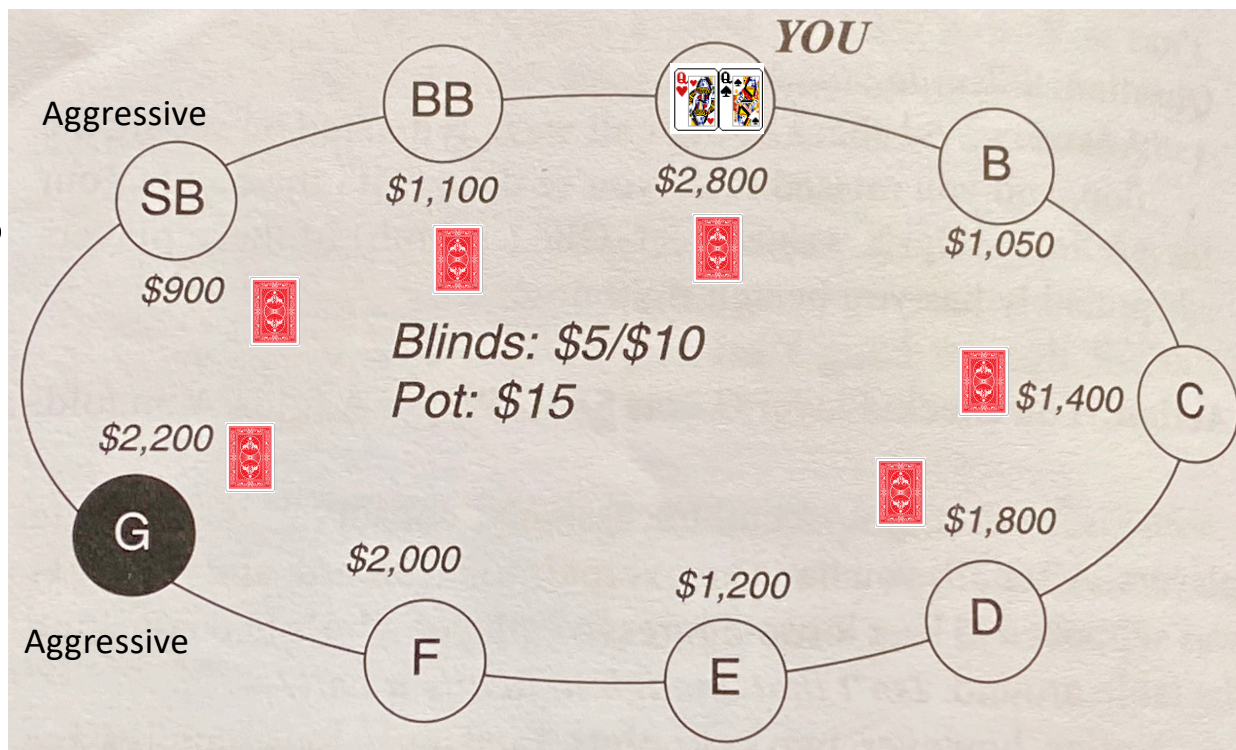 YOU
Aggressive
BB
Q Q
B
SB
$1,100
$2,800
$1,050
$900
Blinds: $5/$10
Pot: $15
$1,400
C
$2,200
$1,800
G
$2,000
$1,200
D
Aggressive
F
E